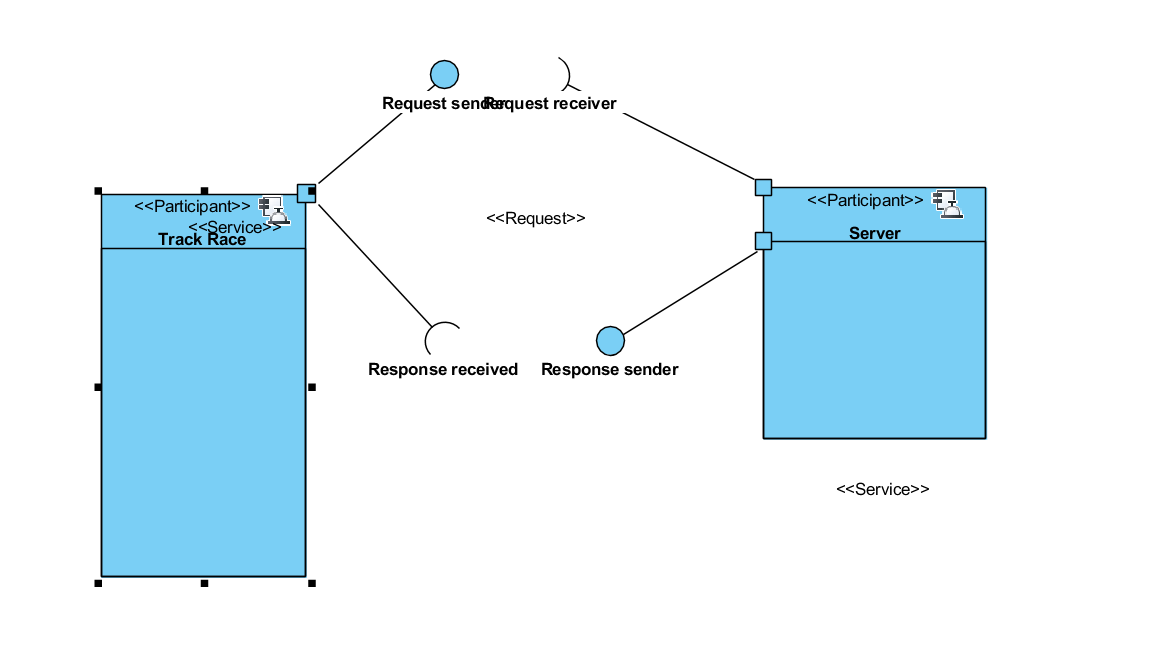 Request sender
Request receiver
<<Participant>>
<<Service>>
Track Race
<<Request>>
<<Participant>>
Server
Response received
Response sender
<<Service>>